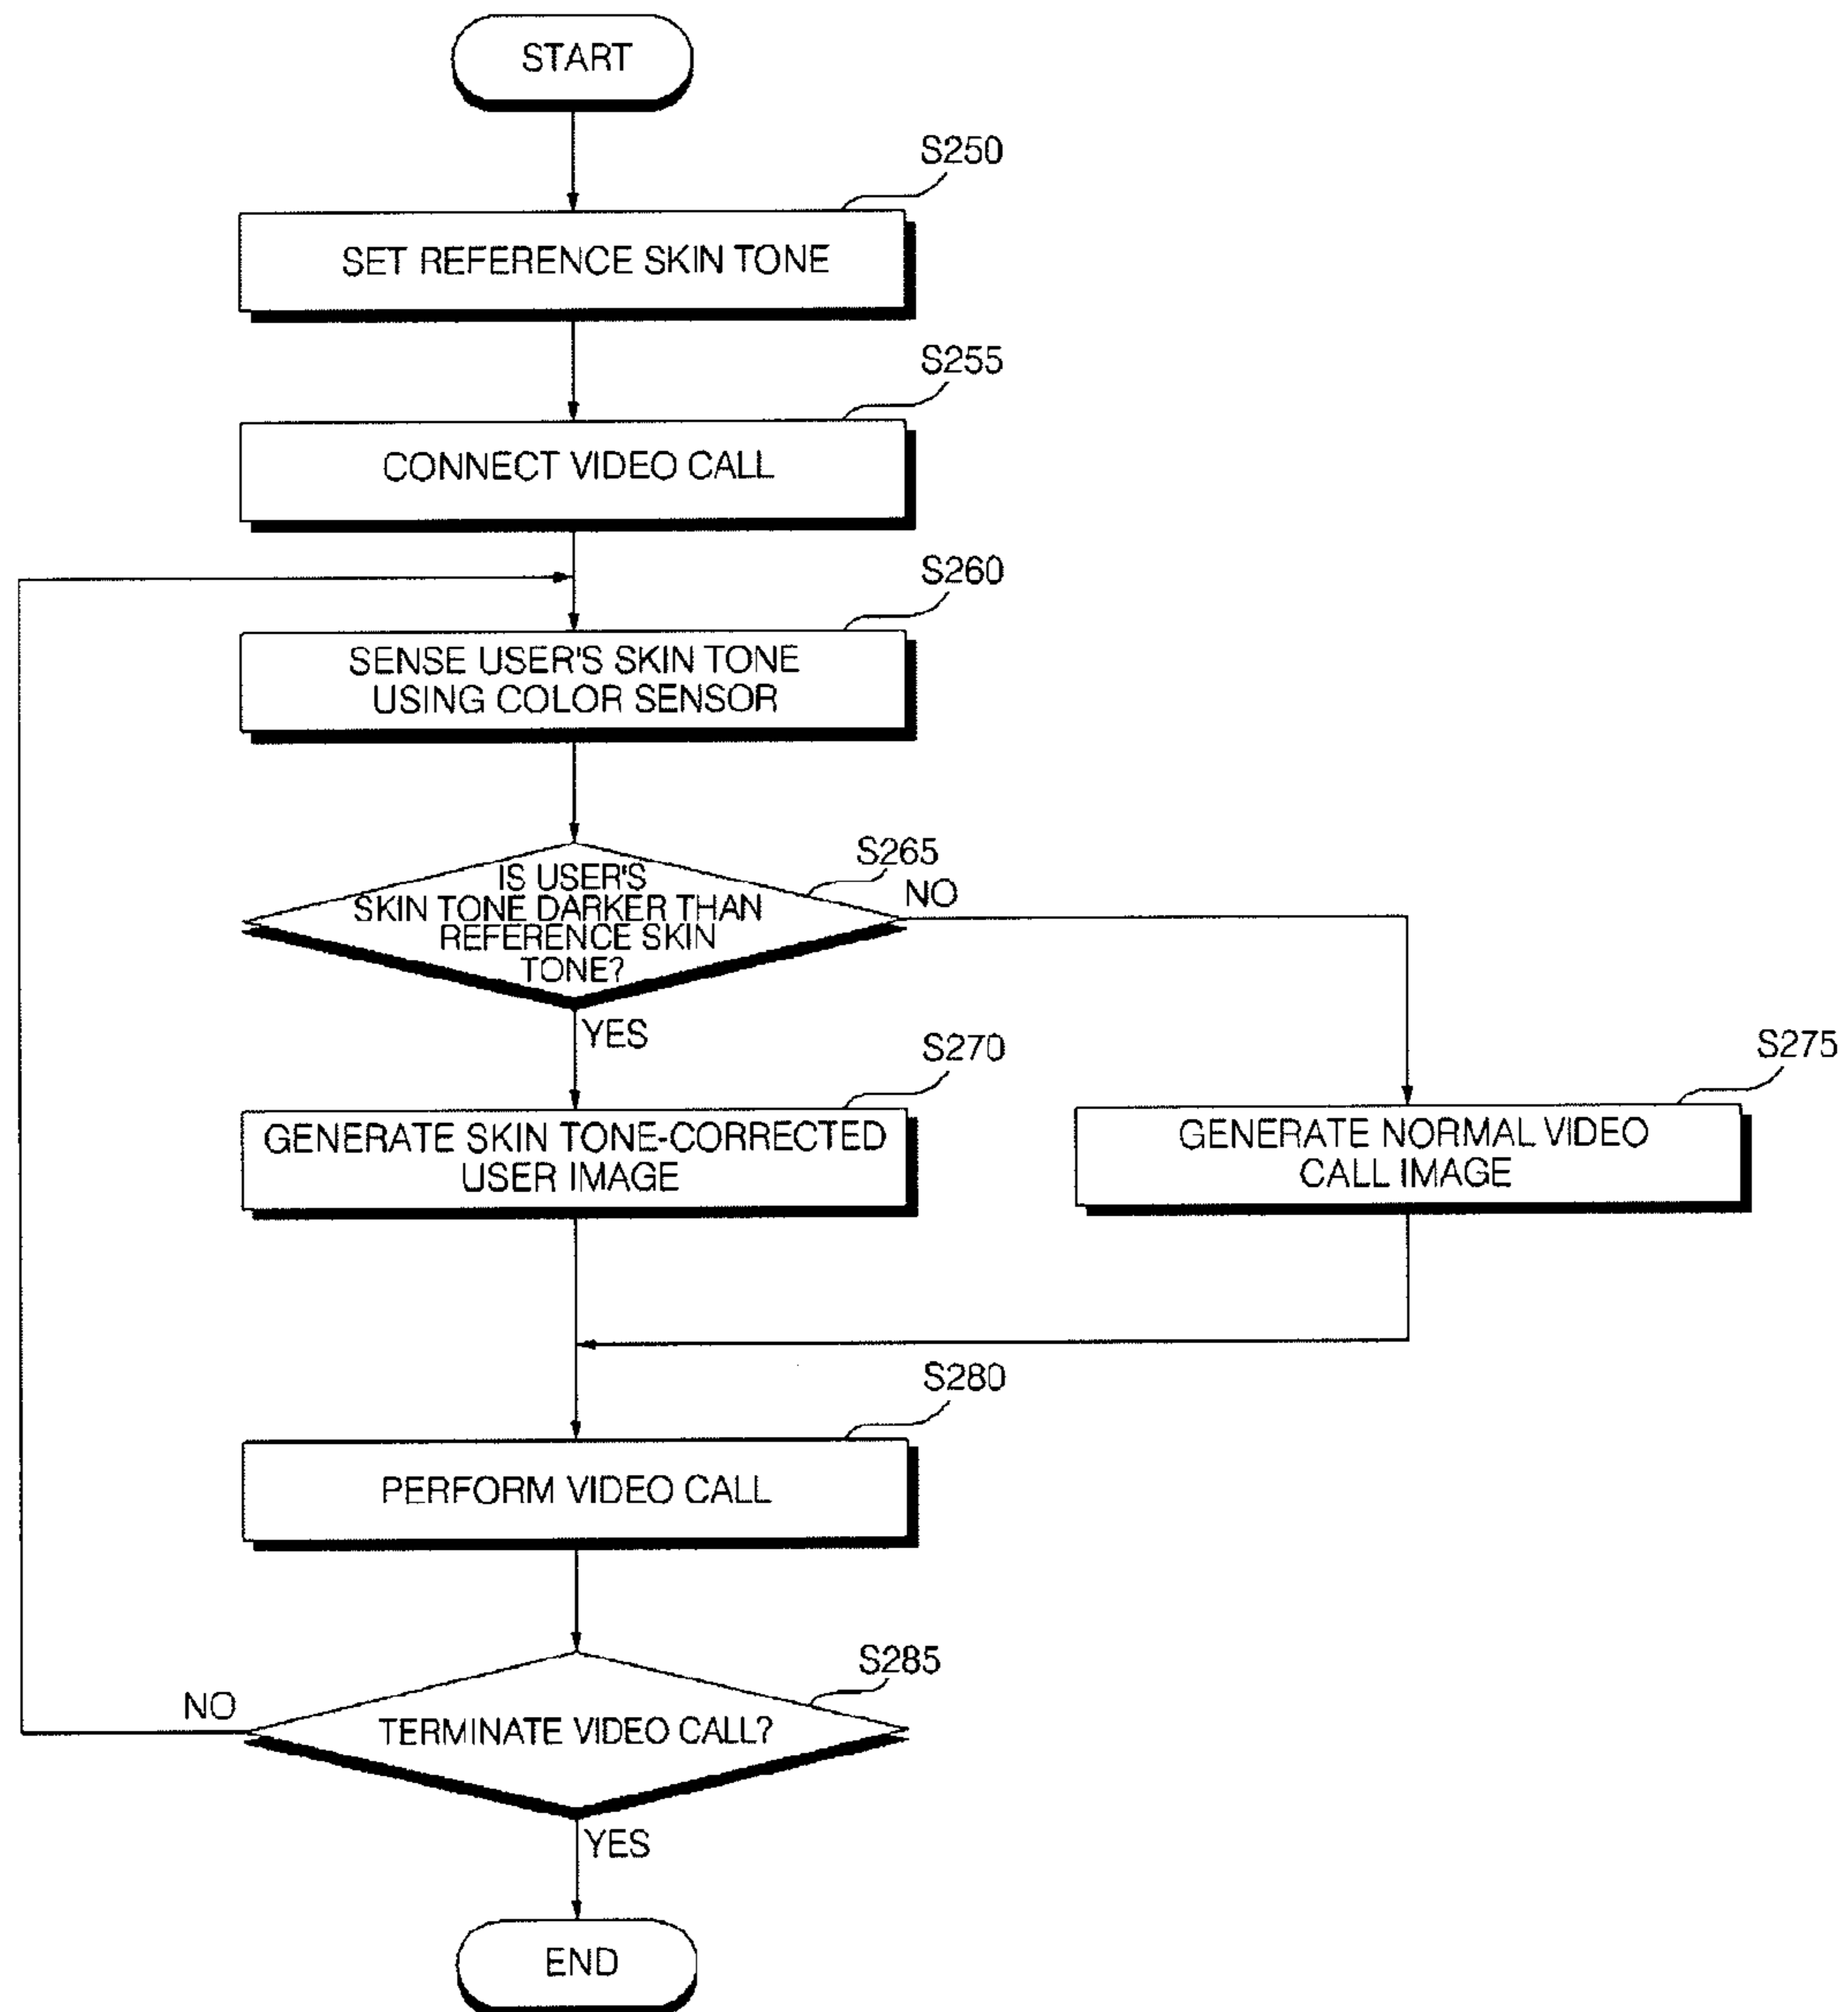 START
S250
SET REFERENCE SKIN TONE
S255
CONNECT VIDEO CALL
S260
SENSE USER'S SKIN TONE
USING COLOR SENSOR
S265
IS USER'S
SKIN TONE DARKER THAN
REFERENCE SKIN
TONE?
NO
YES
S270
GENERATE SKIN TONE-CORRECTED
USER IMAGE
S275
GENERATE NORMAL VIDEO
CALL IMAGE
S280
PERFORM VIDEO CALL
S285
NO
TERMINATE VIDEO CALL?
YES
END